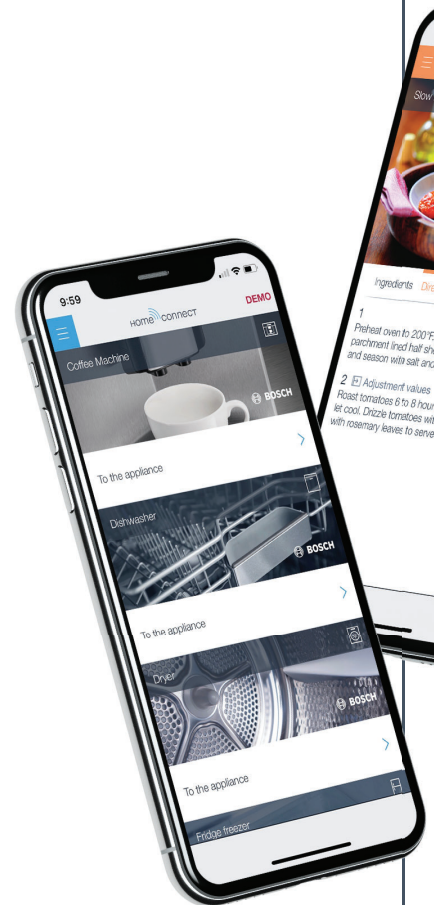 9:59
HOME CONNECT
DEMO
Coffee Machine
BOSCH
To the appliance
Dishwasher
BOSCH
To the appliance
Dryer
BOSCH
To the appliance
Fridge freezer
Slow
Ingredients
1
Preheat oven to 200°F.
parchment lined half
and season with salt and
2 Adjustment values
Roast tomatoes 6 to 8 hour
let cool. Drizzle tomatoes
with rosemary leaves to serve